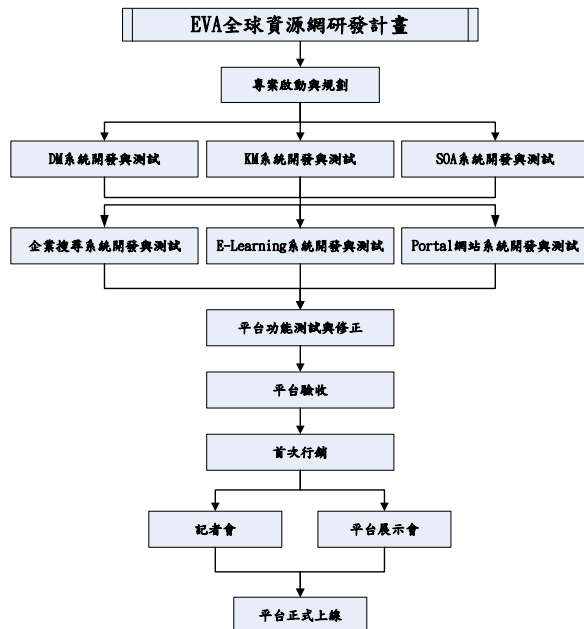 EVA全球資源網研發計畫
專案啟動與規劃
DM系統開發與測試
KM系統開發與測試
SOA系統開發與測試
企業搜尋系統開發與測試
E-Learning系統開發與測試
Portal網站系統開發與測試
平台功能測試與修正
平台驗收
首次行銷
記者會
平台展示會
平台正式上線